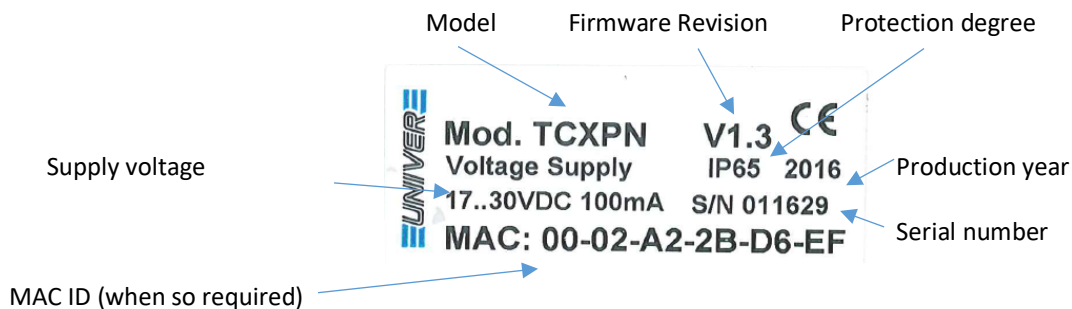 Model Firmware Revision Protection degree
UNIVER
Mod. TCXPN V1.3 CE
Supply voltage Voltage Supply IP65 2016 Production year
17..30VDC 100mA S/N 011629
Serial number
MAC: 00-02-A2-2B-D6-EF
MAC ID (when so required)